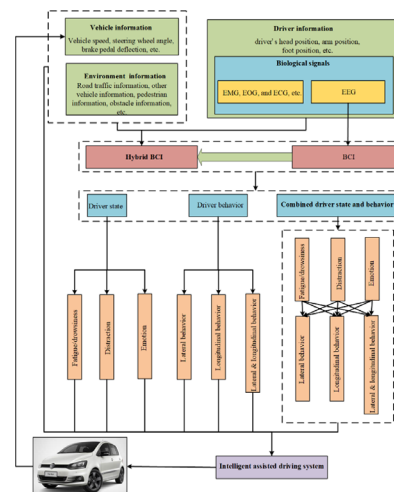 Vehicle information
Vehicle speed, steering wheel angle,
brake pedal deflection, etc.
Environment information
Road traffic information, other
vehicle information, pedestrian
information, obstacle information,
etc.
Driver information
driver's head position, arm position,
foot position, etc.
Biological signals
EMG, EOG, and ECG, etc.
EEG
Hybrid BCI
BCI
Driver state
Driver behavior
Combined driver state and behavior
Fatigue/drowsiness
Distraction
Emotion
Lateral behavior
Longitudinal behavior
Lateral & longitudinal behavior
Fatigue/drowsiness
Distraction
Emotion
Lateral behavior
Longitudinal behavior
Lateral & longitudinal behavior
Intelligent assisted driving system